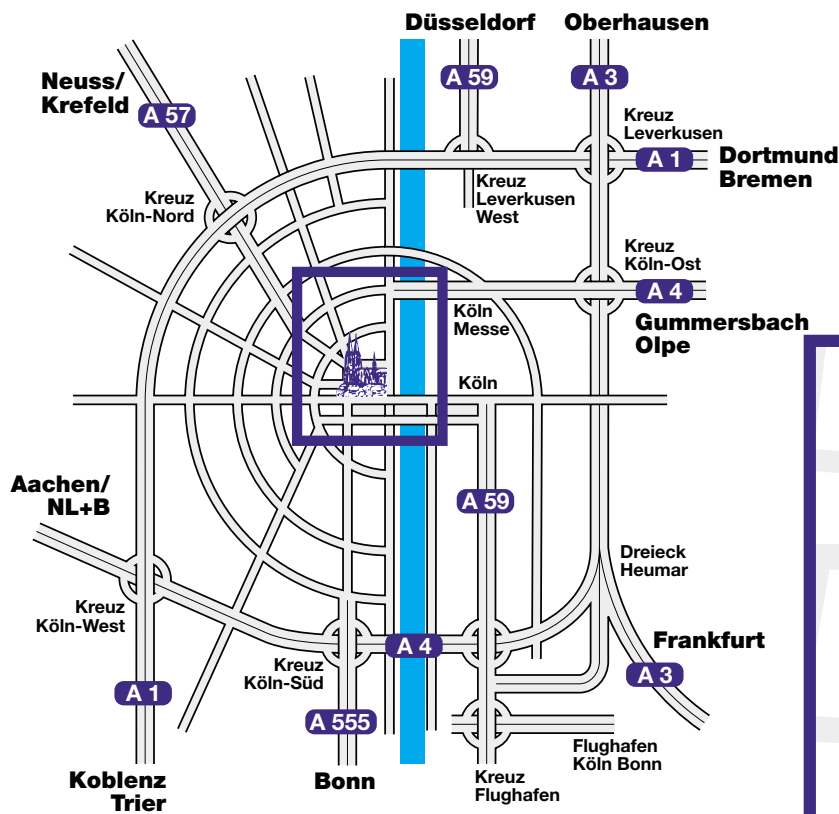 Düsseldorf
Oberhausen
Neuss/
Krefeld
A 59
A 3
A 57
Kreuz
Leverkusen
A 1
Dortmund
Bremen
Kreuz
Leverkusen
West
Kreuz
Köln-Nord
Kreuz
Köln-Ost
A 4
Gummersbach
Olpe
Köln
Messe
Köln
Aachen/
NL+B
A 59
Dreieck
Heumar
Kreuz
Köln-West
Kreuz
Köln-Süd
A 4
Frankfurt
A 3
A 1
A 555
Flughafen
Köln Bonn
Koblenz
Trier
Bonn
Kreuz
Flughafen